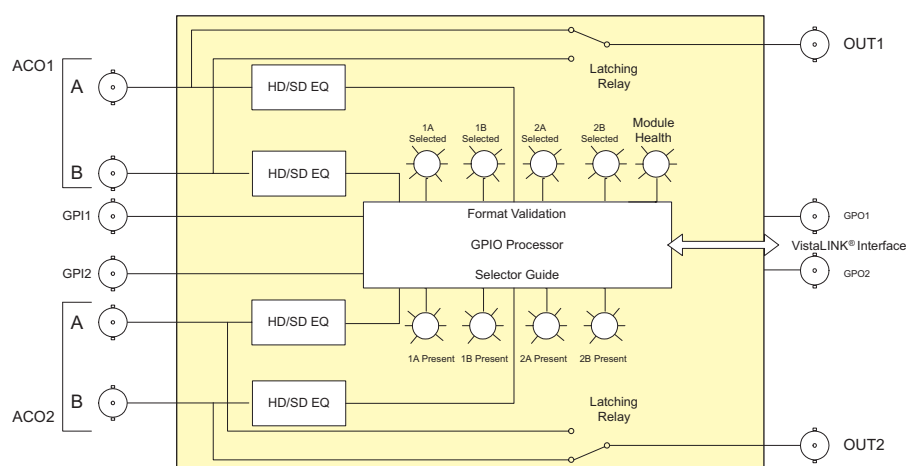 OUT1
ACO1
A
HD/SD EQ
Latching
Relay
1A
Selected
1B
Selected
2A
Selected
2B
Selected
Module
Health
B
HD/SD EQ
GPI1
Format Validation
GPO1
GPIO Processor
VistaLINK® Interface
GPI2
Selector Guide
GPO2
A
HD/SD EQ
1A Present
1B Present
2A Present
2B Present
B
HD/SD EQ
Latching
Relay
ACO2
OUT2